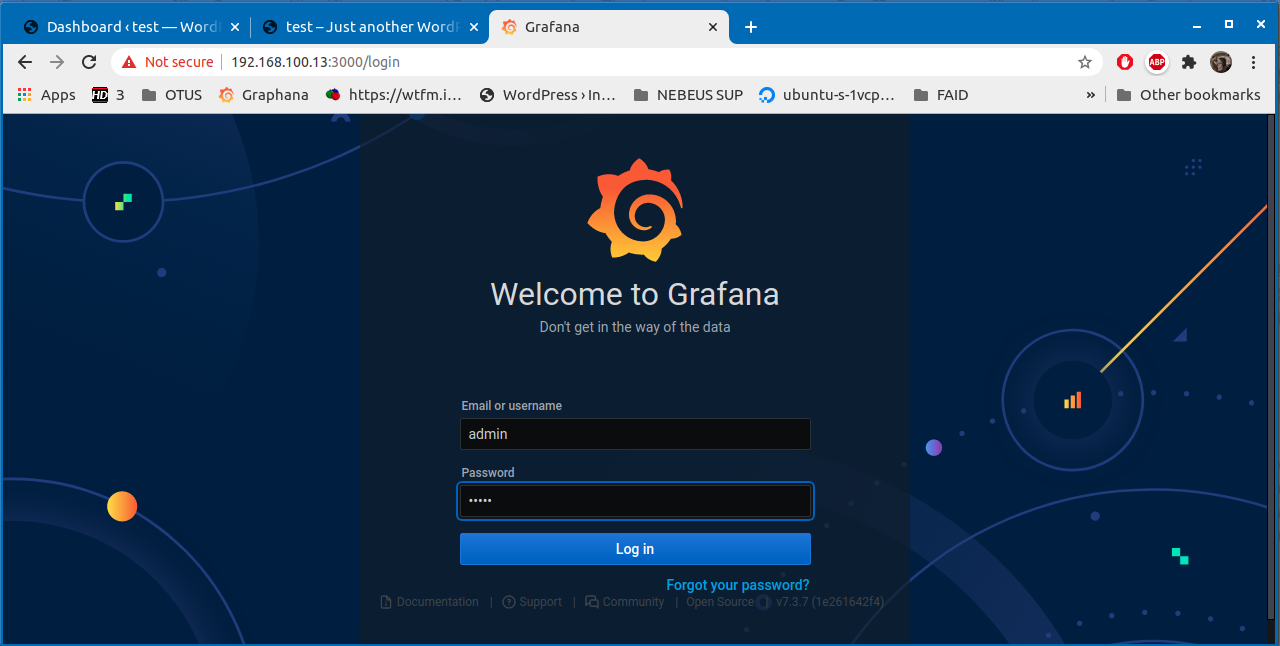 Dashboard ‹ test — Word
test – Just another Word
Grafana
Not secure
192.168.100.13:3000/login
ABP
Apps
HD 3
OTUS
Graphana
https://wtfm.i…
WordPress › In…
NEBEUS SUP
ubuntu-s-1vcp…
FAID
»
Other bookmarks
Welcome to Grafana
Don't get in the way of the data
Email or username
admin
Password
•••••
Log in
Forgot your password?
Documentation | Support | Community | Open Source v7.3.7 (1e261642f4)